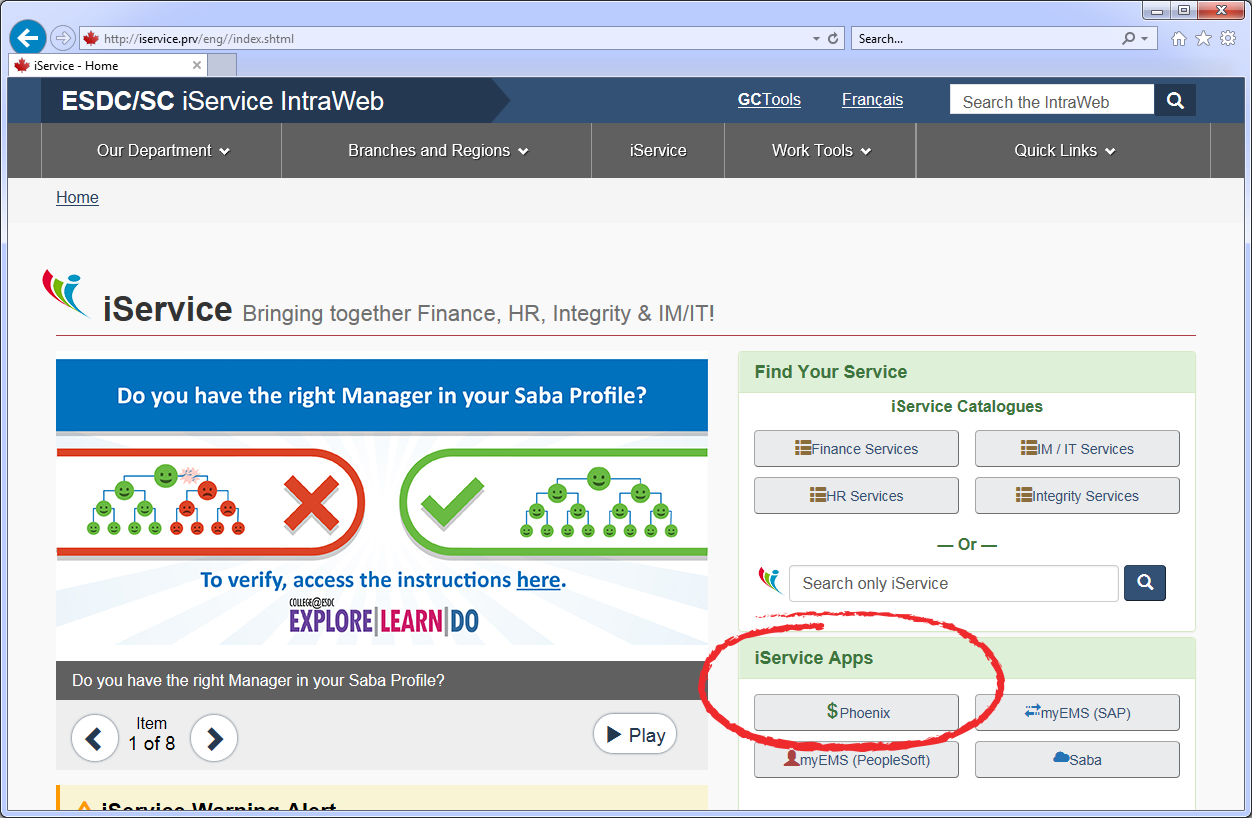 http://iservice.prv/eng//index.shtml
Search...
iService - Home
ESDC/SC iService IntraWeb
GCTools
Français
Search the IntraWeb
Our Department
Branches and Regions
iService
Work Tools
Quick Links
Home
iService Bringing together Finance, HR, Integrity & IM/IT!
Do you have the right Manager in your Saba Profile?
To verify, access the instructions here.
COLLEGE@ESDC
EXPLORE|LEARN|DO
Do you have the right Manager in your Saba Profile?
Item
1 of 8
Play
iService Warning Alert
Find Your Service
iService Catalogues
Finance Services
IM / IT Services
HR Services
Integrity Services
— Or —
Search only iService
iService Apps
$Phoenix
myEMS (SAP)
myEMS (PeopleSoft)
Saba